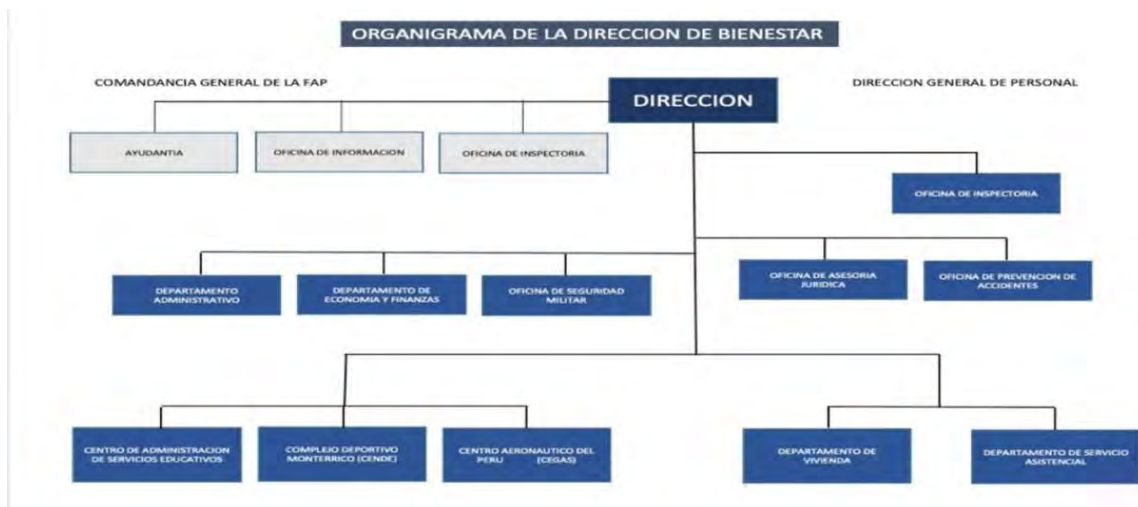 ORGANIGRAMA DE LA DIRECCION DE BIENESTAR
COMANDANCIA GENERAL DE LA FAP
DIRECCION
DIRECCION GENERAL DE PERSONAL
AYUDANTIA
OFICINA DE INFORMACION
OFICINA DE INSPECTORIA
OFICINA DE INSPECTORIA
DEPARTAMENTO
ADMINISTRATIVO
DEPARTAMENTO DE
ECONOMIA Y FINANZAS
OFICINA DE SEGURIDAD
MILITAR
OFICINA DE ASESORIA
JURIDICA
OFICINA DE PREVENCION DE
ACCIDENTES
CENTRO DE ADMINISTRACION
DE SERVICIOS EDUCATIVOS
COMPLEJO DEPORTIVO
MONTERRICO (CENDE)
CENTRO AERONAUTICO DEL
PERU (CEGAS)
DEPARTAMENTO DE
VIVIENDA
DEPARTAMENTO DE SERVICIO
ASISTENCIAL